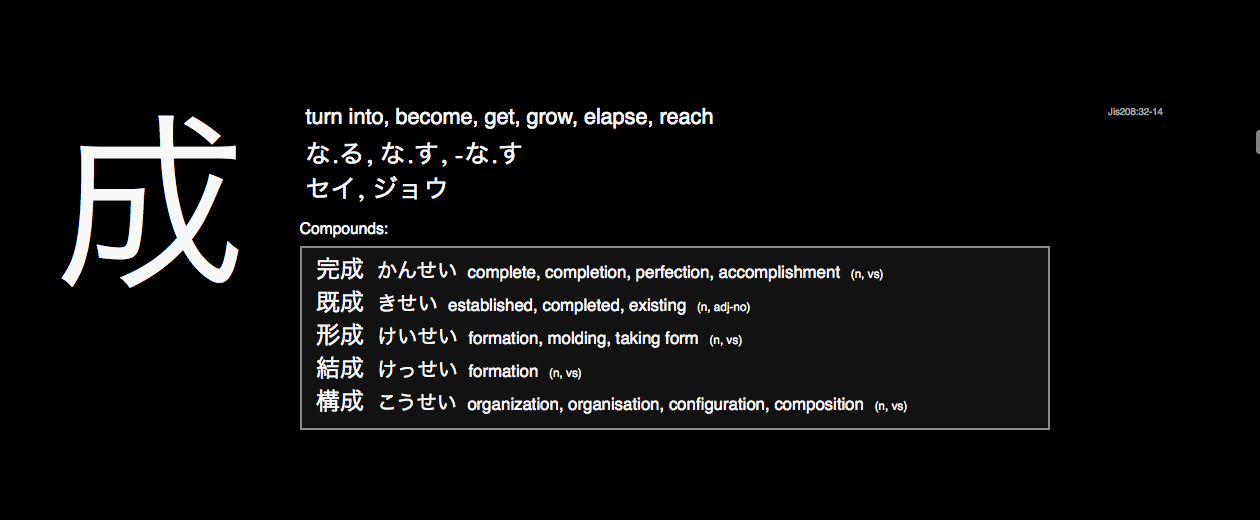 成
turn into, become, get, grow, elapse, reach
Jis208:32-14
な.る, な.す, -な.す
セイ, ジョウ
Compounds:
完成 かんせい complete, completion, perfection, accomplishment (n, vs)
既成 きせい established, completed, existing (n, adj-no)
形成 けいせい formation, molding, taking form (n, vs)
結成 けっせい formation (n, vs)
構成 こうせい organization, organisation, configuration, composition (n, vs)